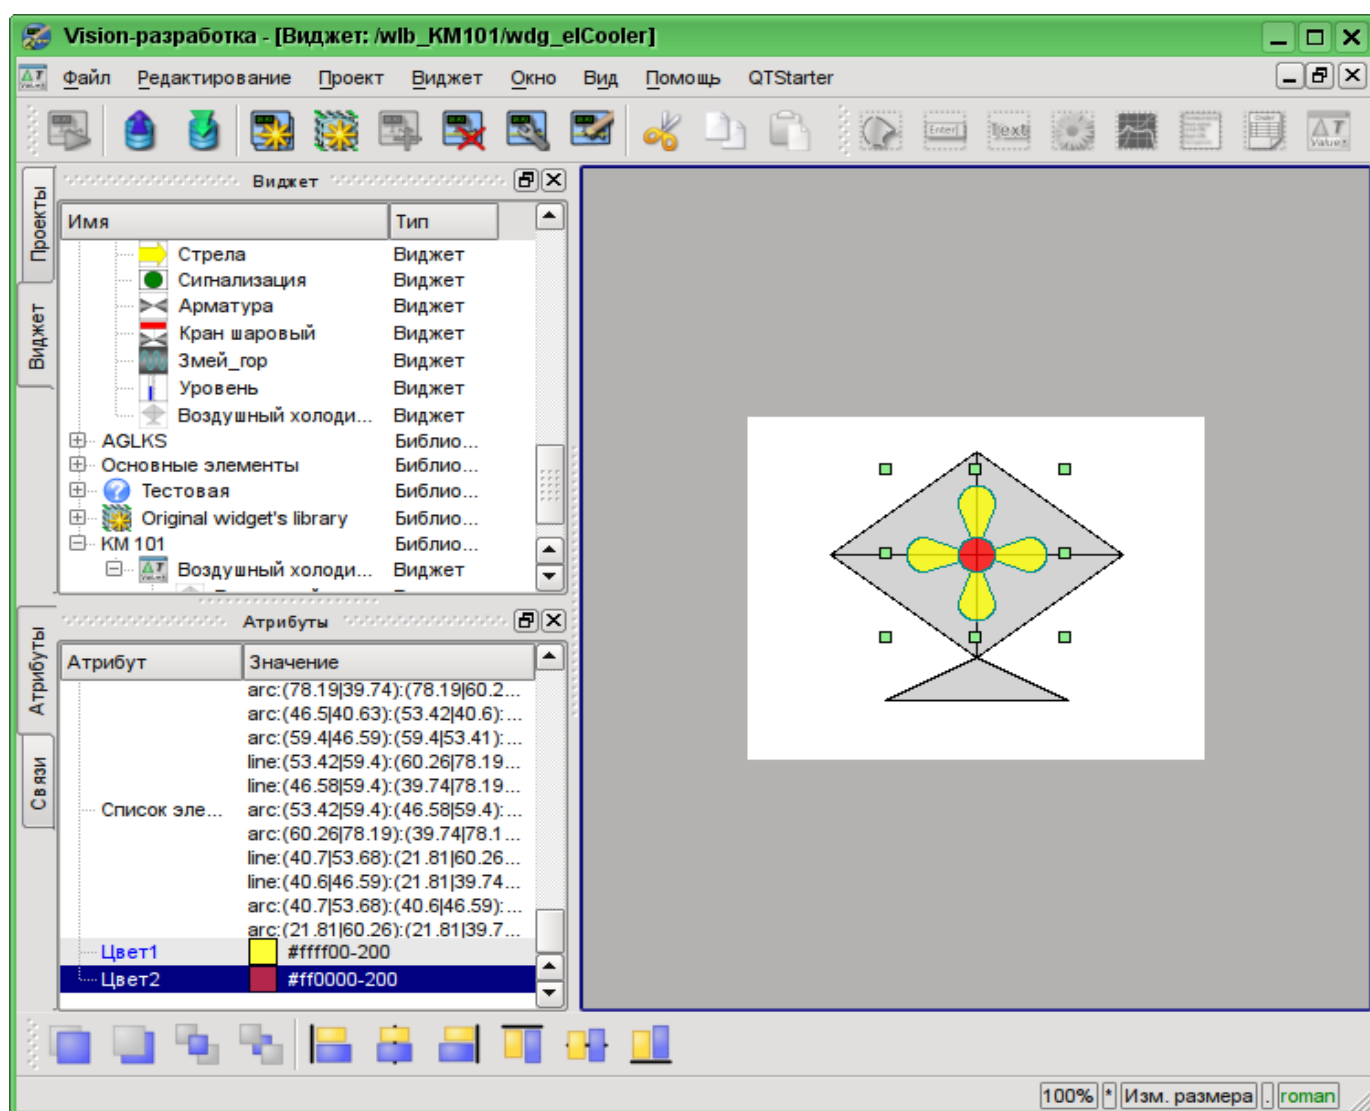 Vision-разработка - [Виджет: /wlb_KM101/wdg_elCooler]
Файл Редактирование Проект Виджет Окно Вид Помощь QTStarter
Enter| Text ΔT Value±
Проекты
Виджет
Виджет
Имя Тип
Стрела Виджет
Сигнализация Виджет
Арматура Виджет
Кран шаровый Виджет
Змей_гор Виджет
Уровень Виджет
Воздушный холоди... Виджет
AGLKS Библио...
Основные элементы Библио...
Тестовая Библио...
Original widget's library Библио...
KM 101 Библио...
Воздушный холоди... Виджет
Атрибуты
Связи
Атрибуты
Атрибут Значение
arc:(78.19|39.74):(78.19|60.2...
arc:(46.5|40.63):(53.42|40.6):...
arc:(59.4|46.59):(59.4|53.41):...
line:(53.42|59.4):(60.26|78.19...
line:(46.58|59.4):(39.74|78.19...
Список эле... arc:(53.42|59.4):(46.58|59.4):...
arc:(60.26|78.19):(39.74|78.1...
line:(40.7|53.68):(21.81|60.26...
line:(40.6|46.59):(21.81|39.74...
arc:(40.7|53.68):(40.6|46.59):...
arc:(21.81|60.26):(21.81|39.7...
Цвет1 #ffff00-200
Цвет2 #ff0000-200
100% * Изм. размера . roman